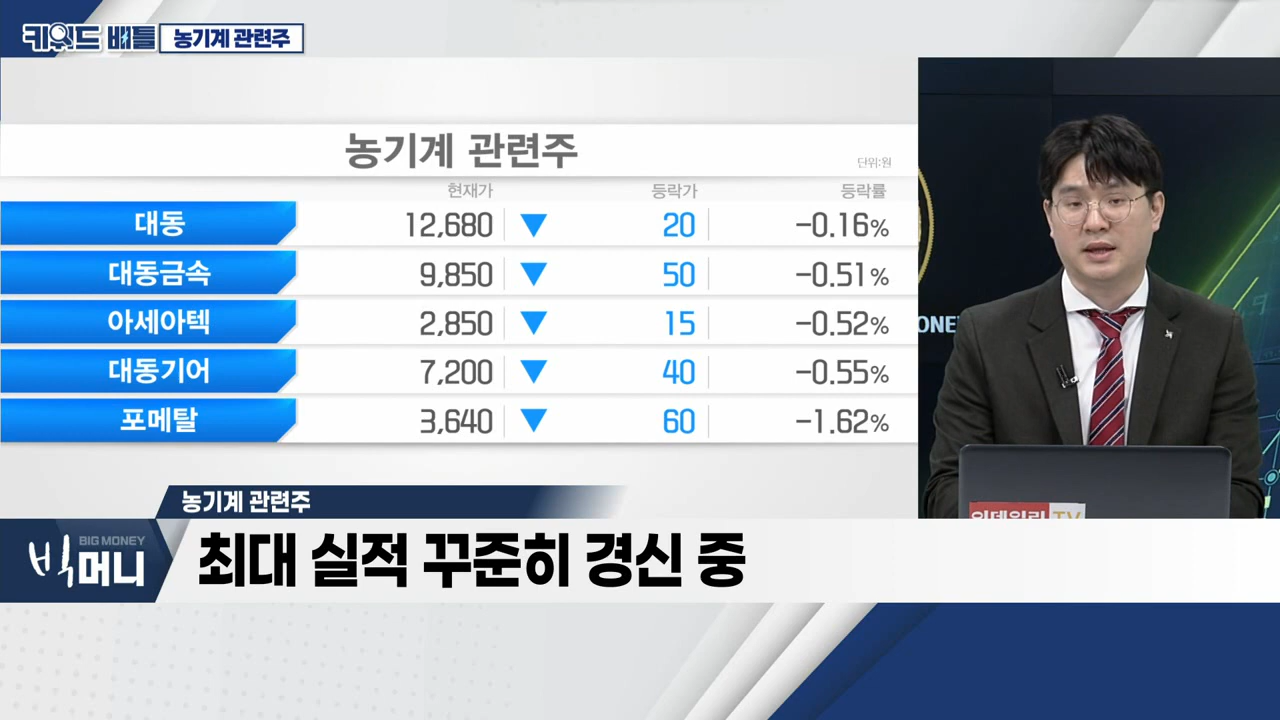 키워드 배틀 농기계 관련주
농기계 관련주
단위:원
현재가 등락가 등락률
대동 12,680 ▼ 20 -0.16%
대동금속 9,850 ▼ 50 -0.51%
아세아텍 2,850 ▼ 15 -0.52%
대동기어 7,200 ▼ 40 -0.55%
포메탈 3,640 ▼ 60 -1.62%
농기계 관련주
BIG MONEY
빅머니
최대 실적 꾸준히 경신 중